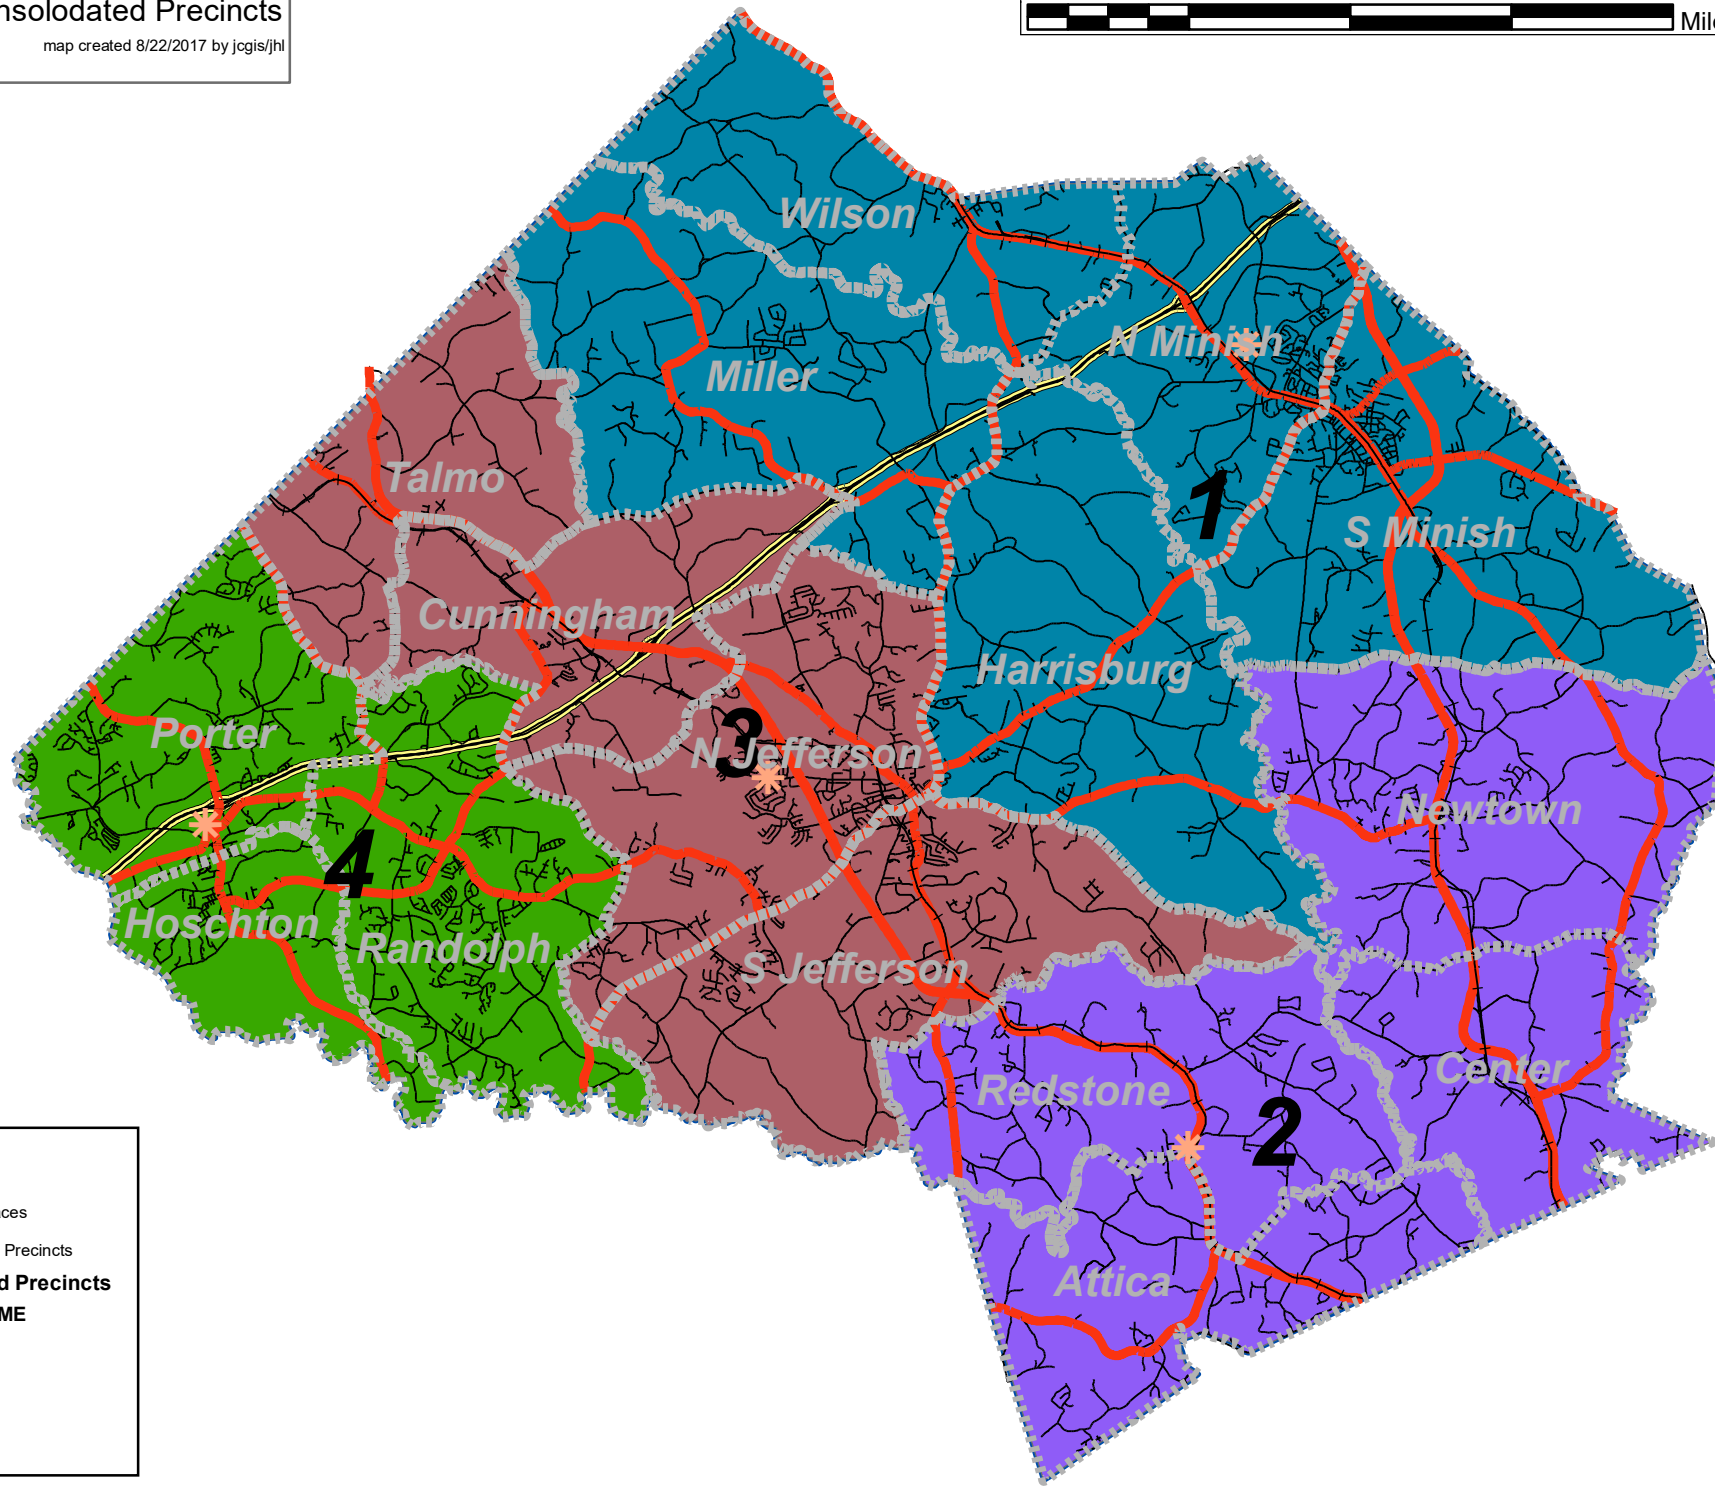 nsolodated Precincts
map created 8/22/2017 by jcgis/jhl
Mile
Wilson
N Minish
Miller
Talmo
1
S Minish
Cunningham
Harrisburg
Porter
3
N Jefferson
Newtown
4
Hoschton
Randolph
S Jefferson
Redstone
Center
2
Attica
aces
Precincts
d Precincts
ME